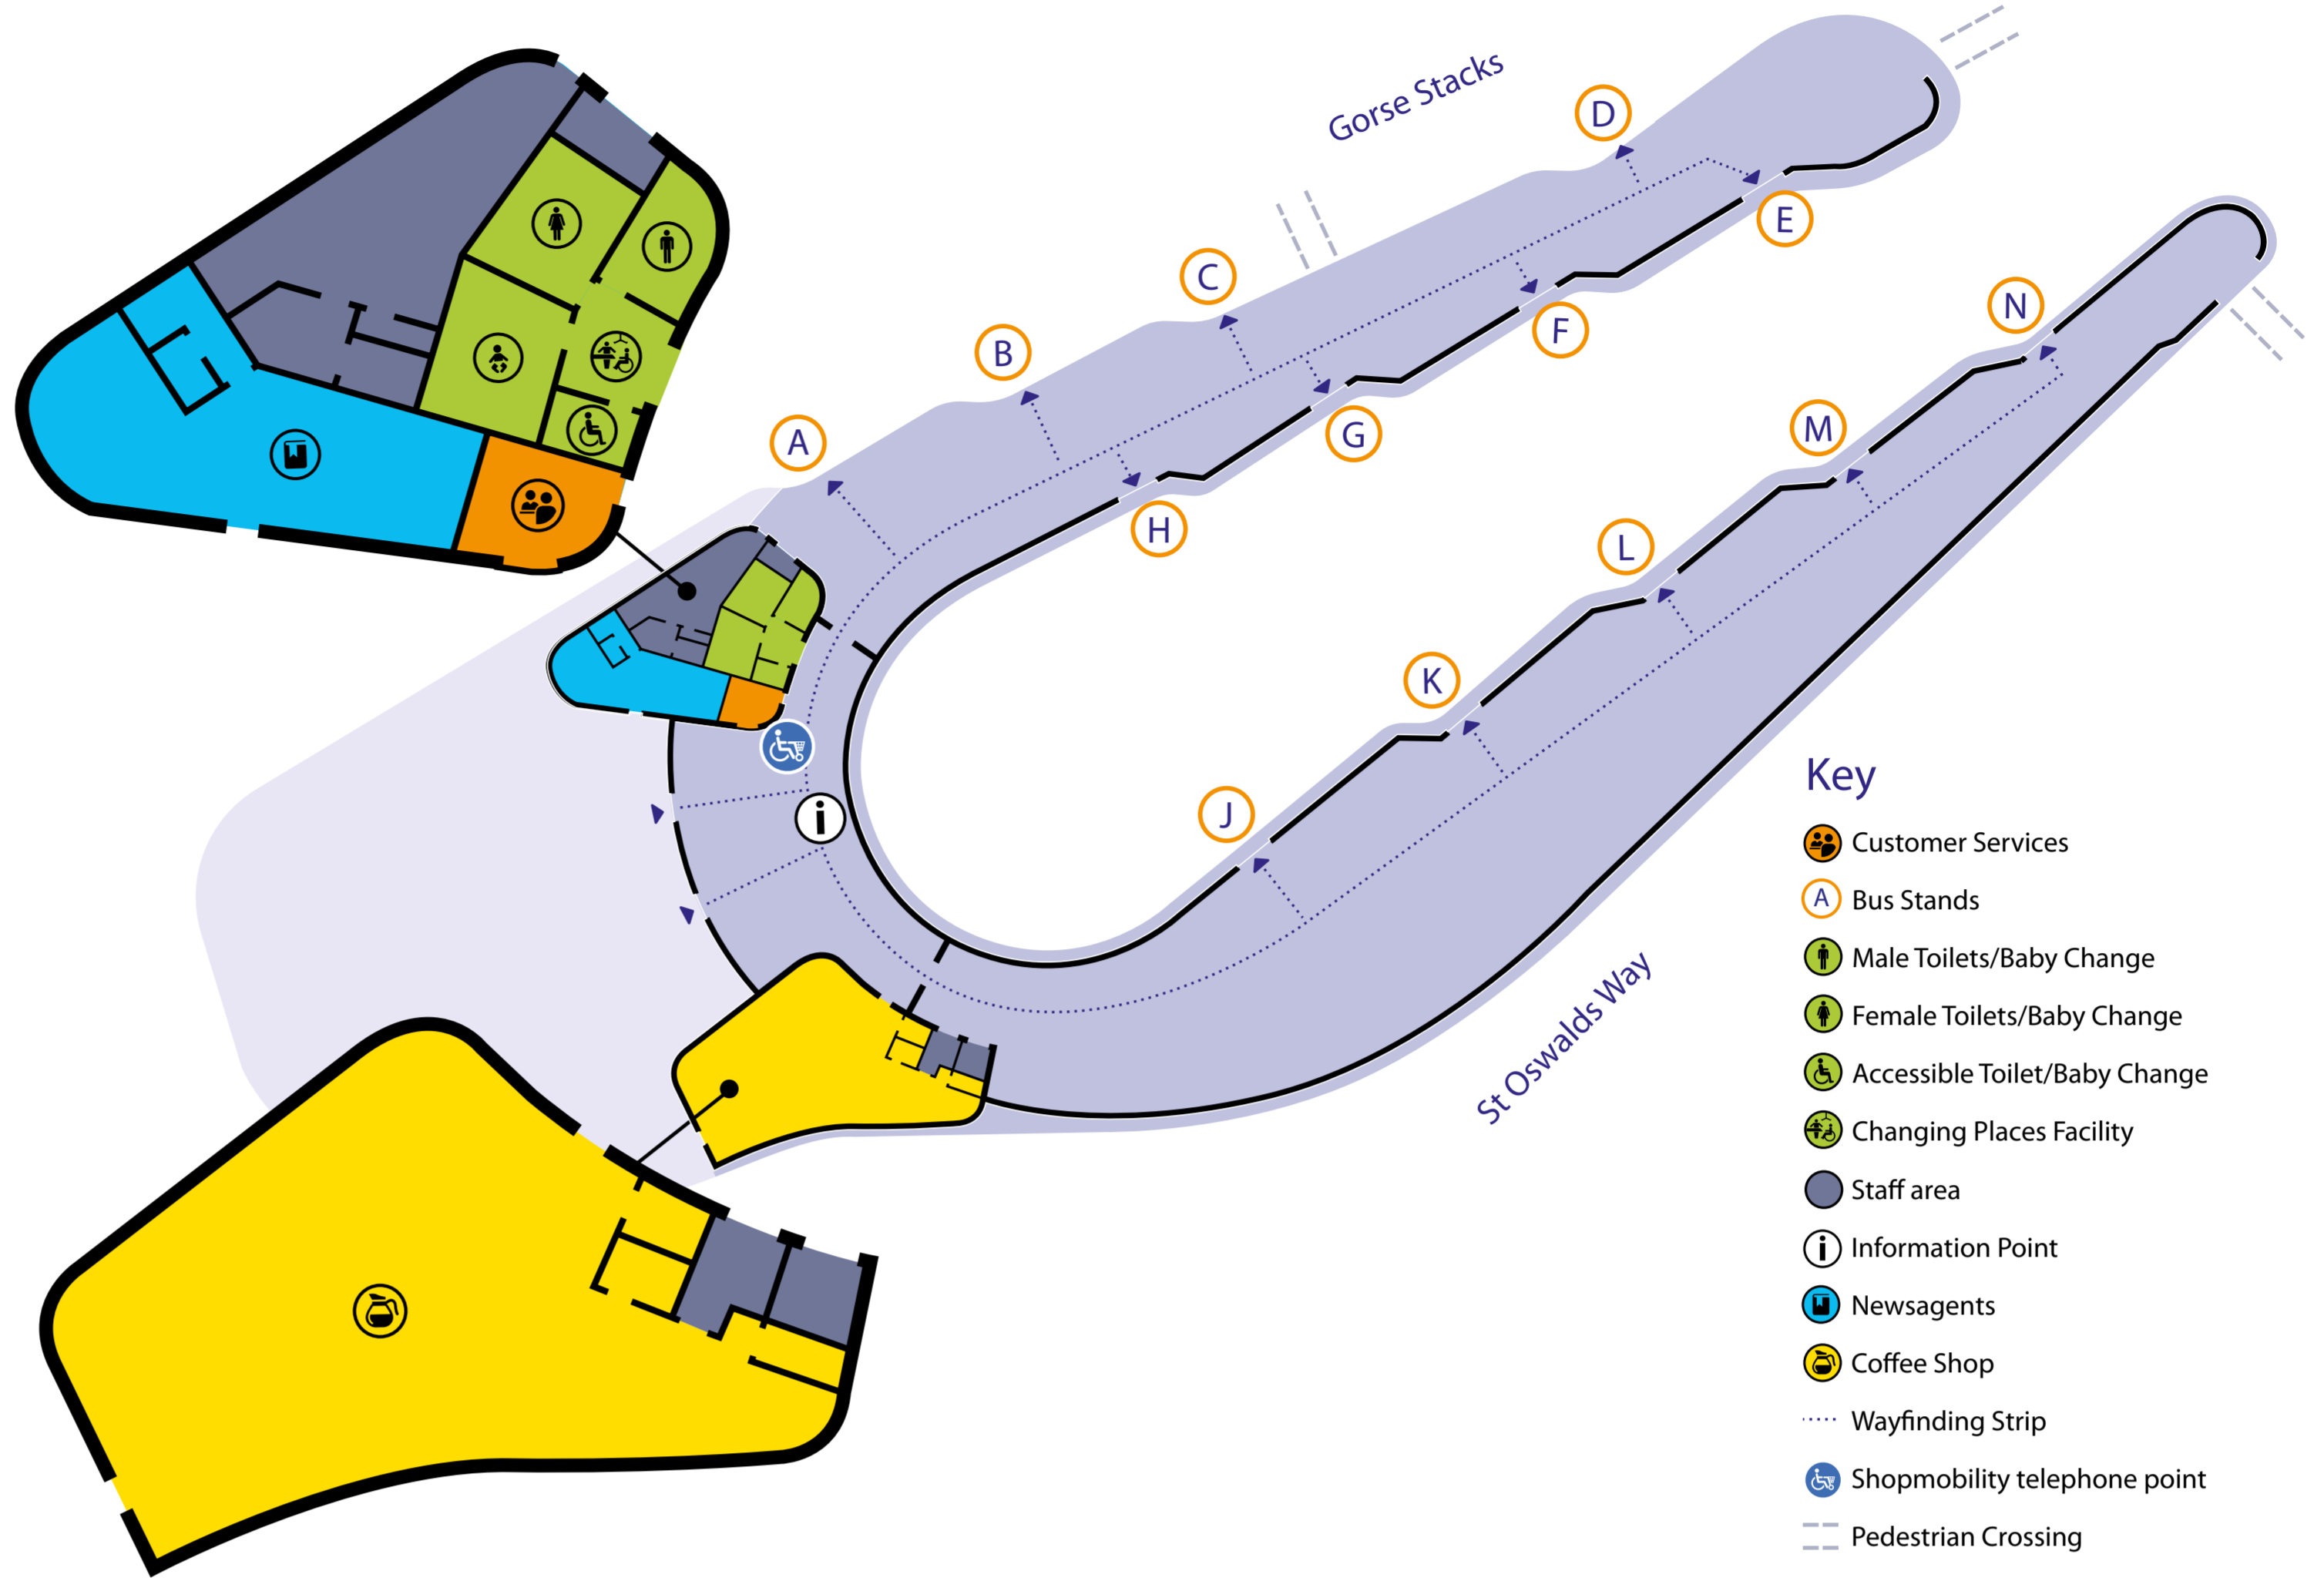 Gorse Stacks
D
E
C
F
N
B
G
M
A
H
L
K
J
i
St Oswalds Way
Key
Customer Services
A Bus Stands
Male Toilets/Baby Change
Female Toilets/Baby Change
Accessible Toilet/Baby Change
Changing Places Facility
Staff area
i Information Point
Newsagents
Coffee Shop
Wayfinding Strip
Shopmobility telephone point
Pedestrian Crossing